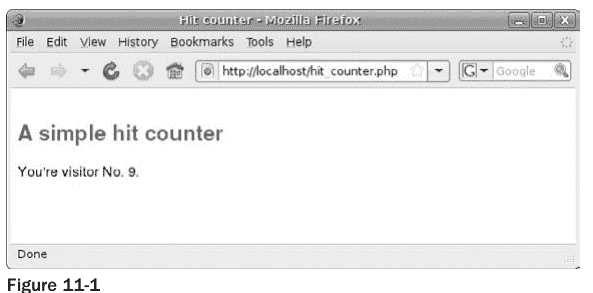 Hit counter - Mozilla Firefox
File Edit View History Bookmarks Tools Help
http://localhost/hit_counter.php G Google
A simple hit counter
You're visitor No. 9.
Done
Figure 11-1